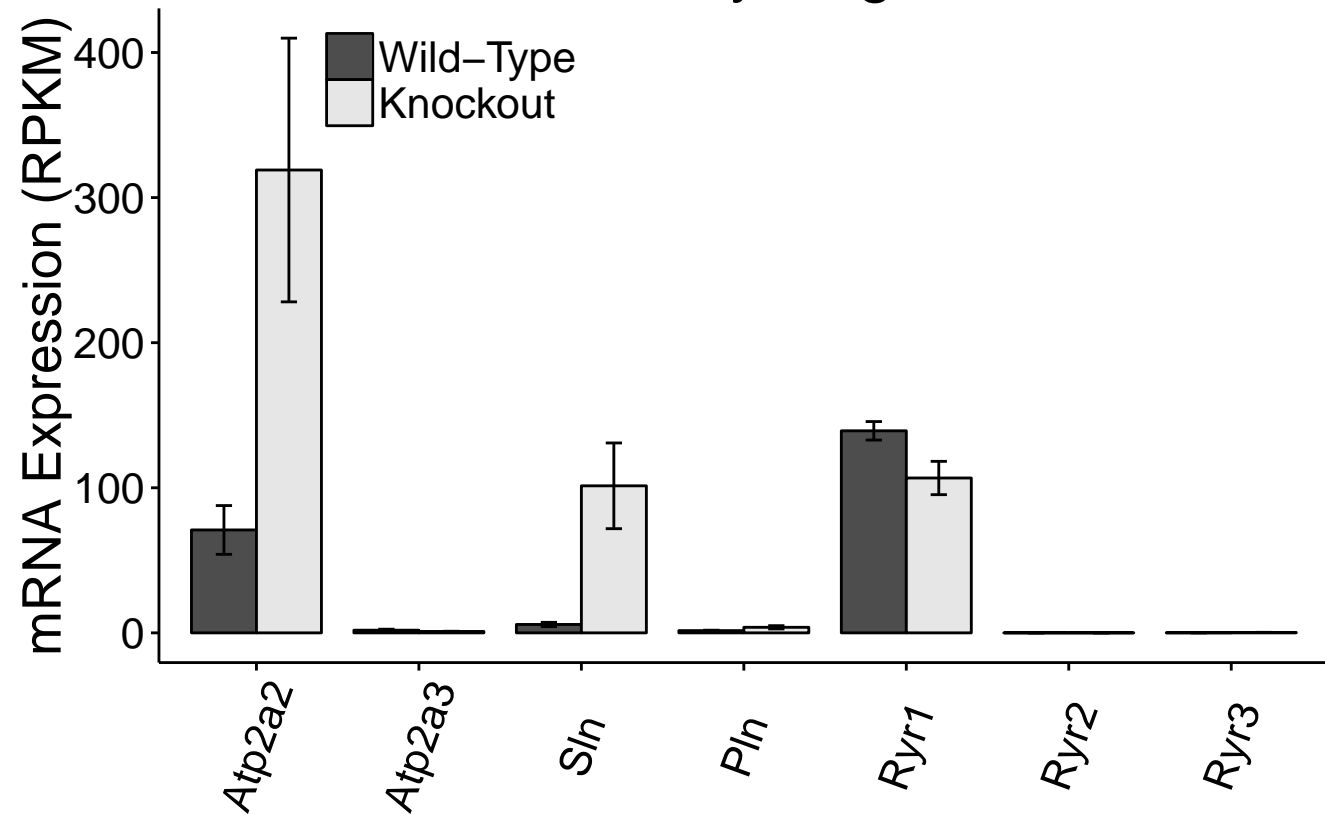 mRNA Expression (RPKM)
400
300
200
100
0
Wild−Type
Knockout
Atp2a2
Atp2a3
Sln
Pln
Ryr1
Ryr2
Ryr3